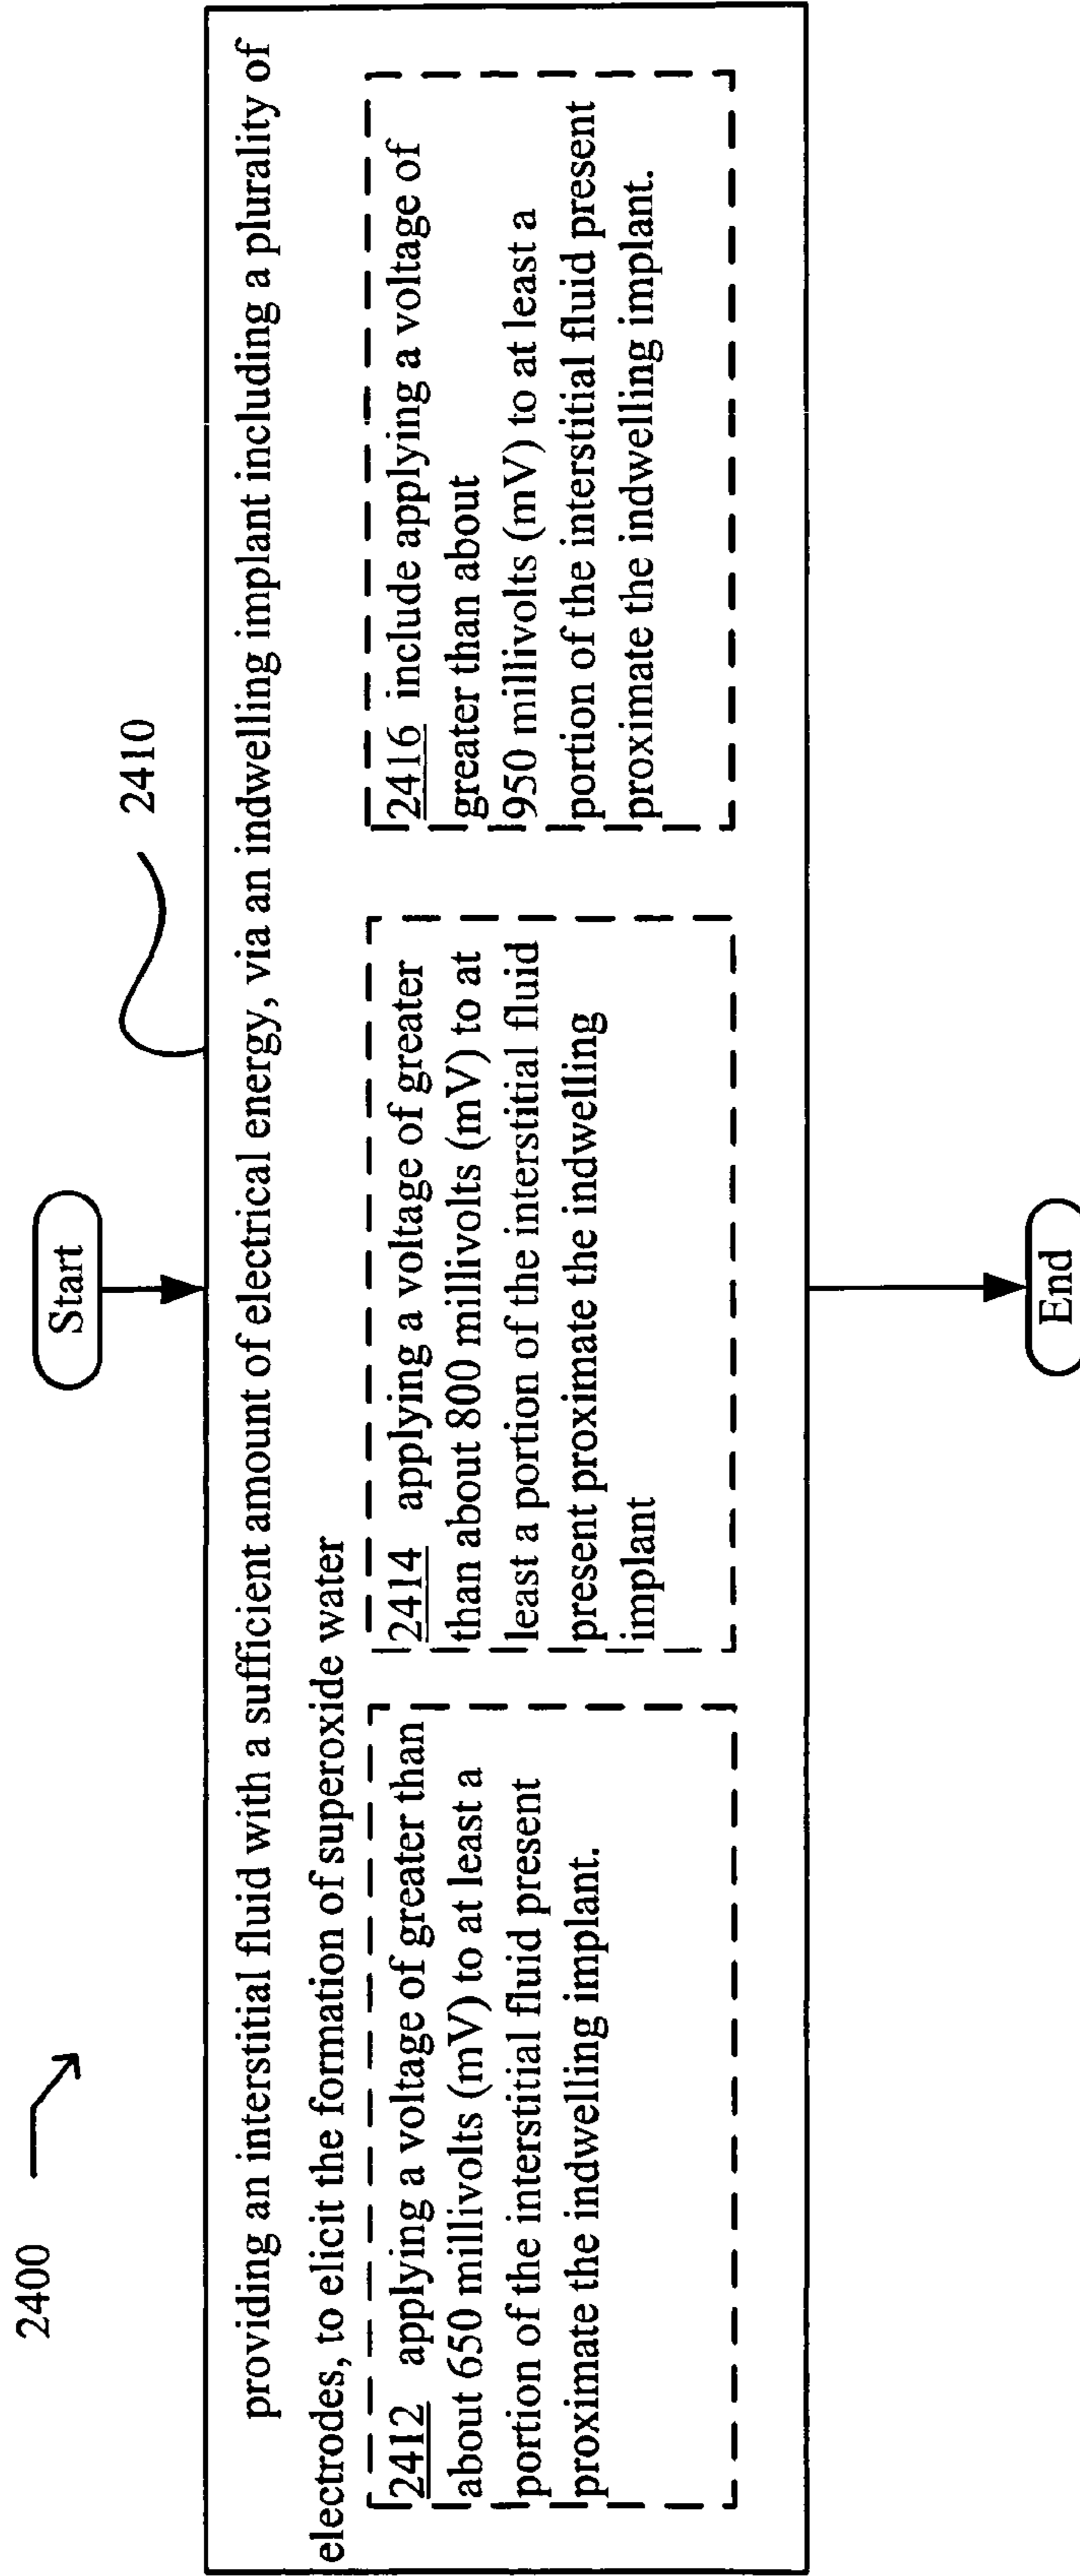 2400
Start
2410
providing an interstitial fluid with a sufficient amount of electrical energy, via an indwelling implant including a plurality of
electrodes, to elicit the formation of superoxide water
2412 applying a voltage of greater than
about 650 millivolts (mV) to at least a
portion of the interstitial fluid present
proximate the indwelling implant.
2414 applying a voltage of greater
than about 800 millivolts (mV) to at
least a portion of the interstitial fluid
present proximate the indwelling
implant
2416 include applying a voltage of
greater than about
950 millivolts (mV) to at least a
portion of the interstitial fluid present
proximate the indwelling implant.
End